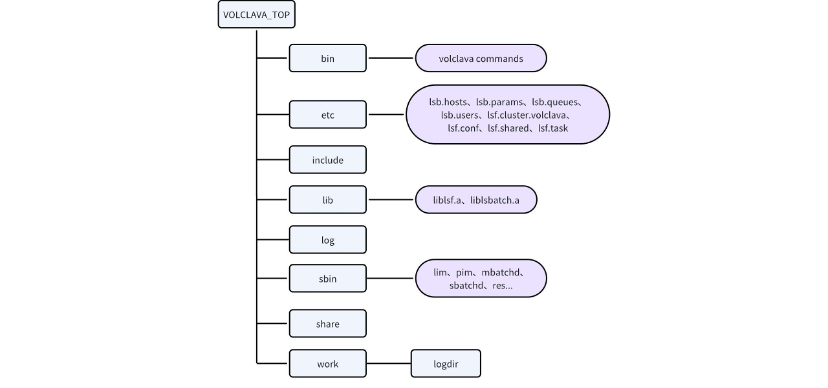 VOLCLAVA_TOP
bin
volclava commands
etc
lsb.hosts、lsb.params、lsb.queues、
lsb.users、lsf.cluster.volclava、
lsf.conf、lsf.shared、lsf.task
include
lib
liblsf.a、liblsbatch.a
log
sbin
lim、pim、mbatchd、
sbatchd、res...
share
work
logdir